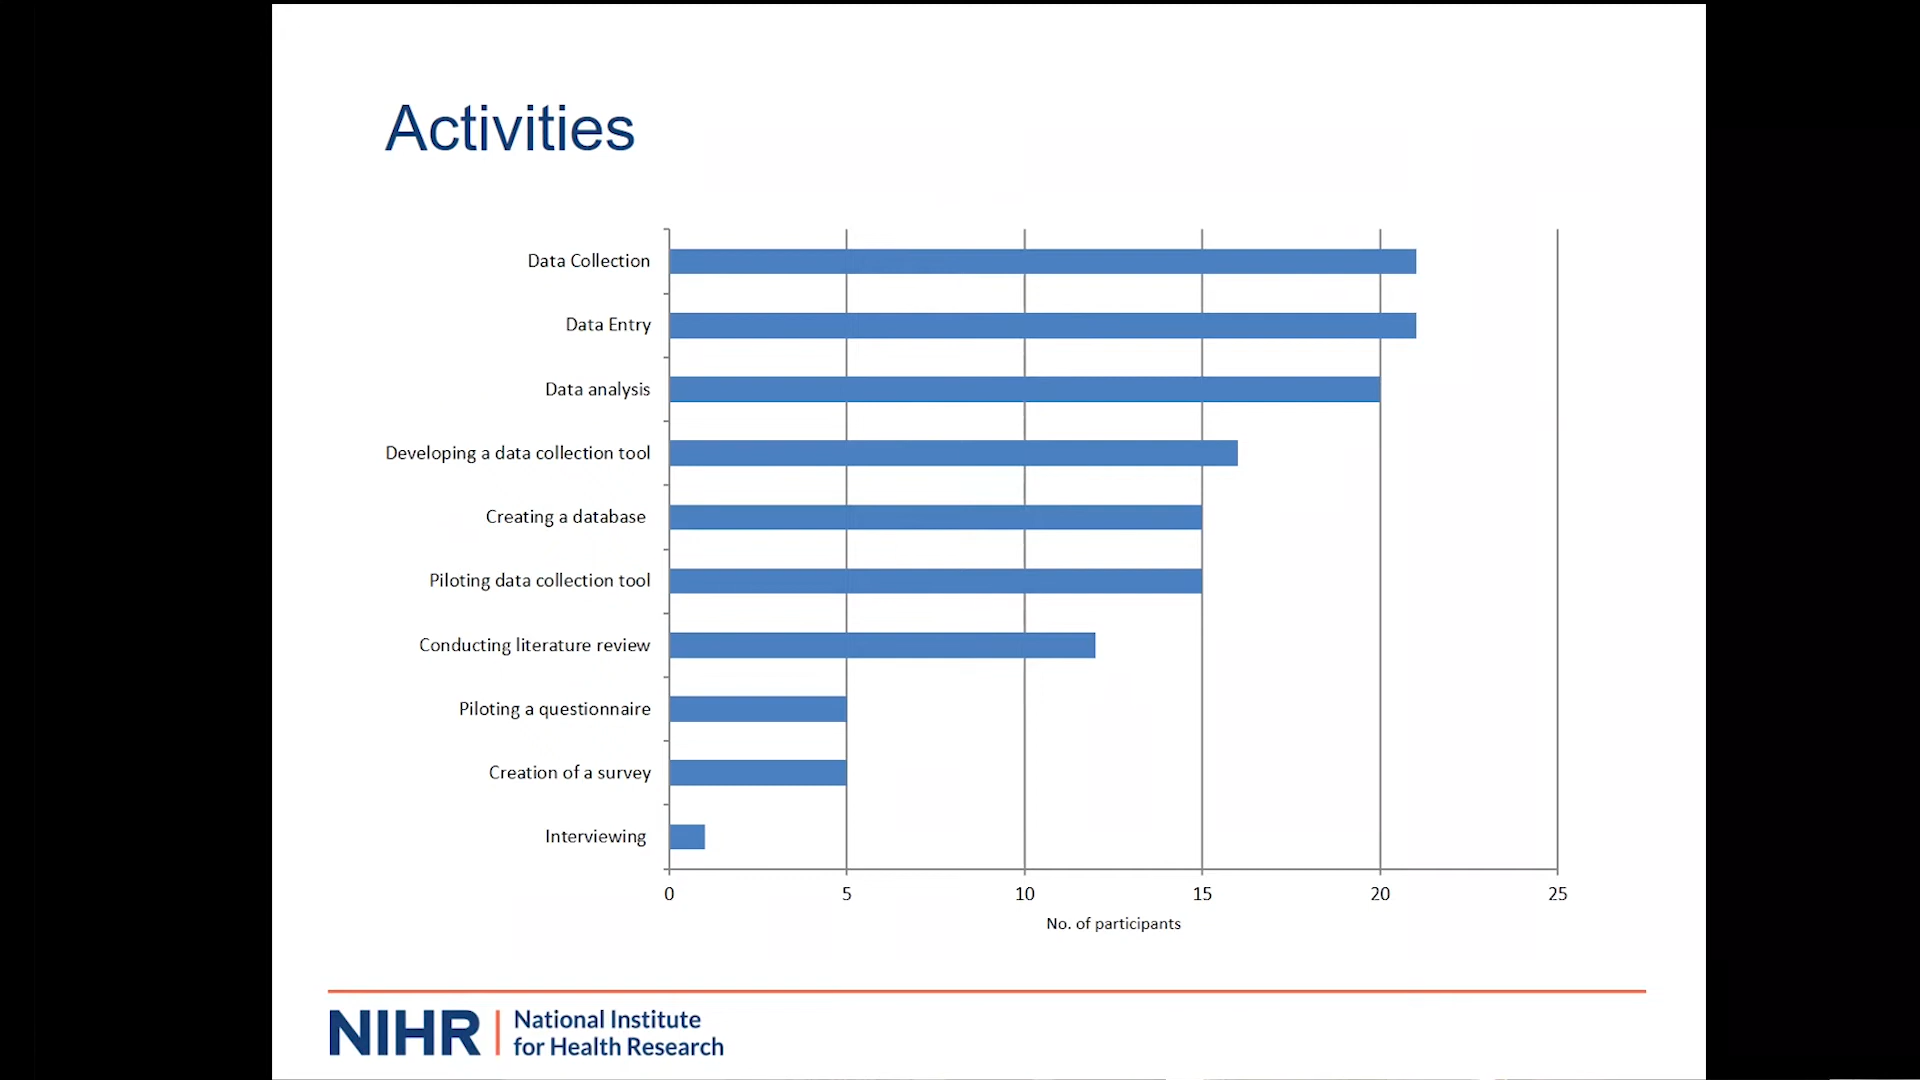 Activities
Data Collection
Data Entry
Data analysis
Developing a data collection tool
Creating a database
Piloting data collection tool
Conducting literature review
Piloting a questionnaire
Creation of a survey
Interviewing
0 5 10 15 20 25
No. of participants
NIHR
National Institute
for Health Research